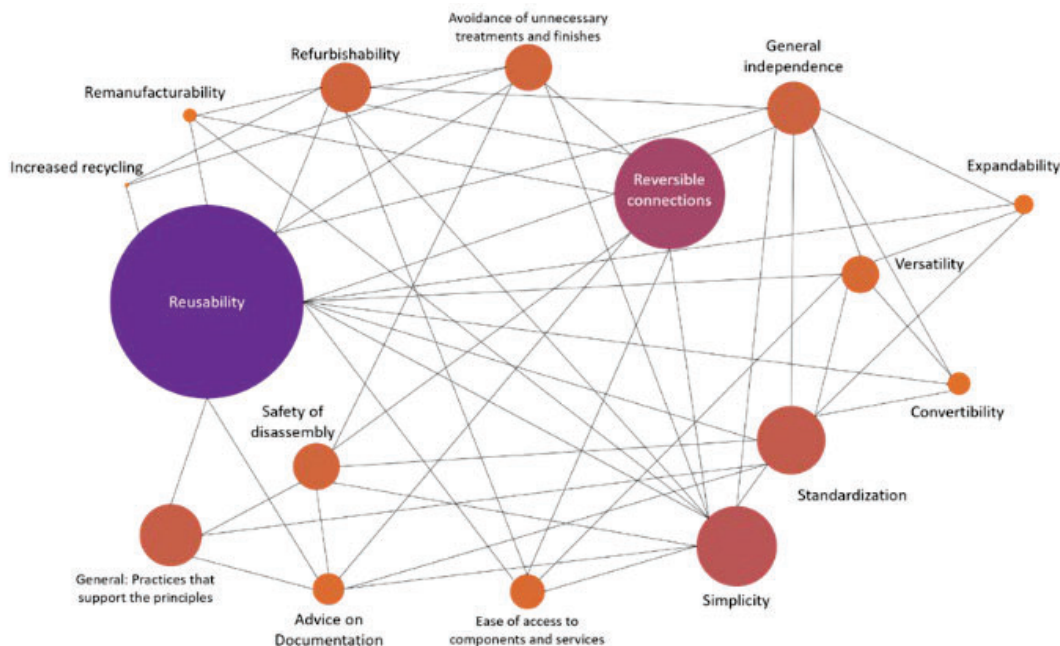 Avoidance of unnecessary
treatments and finishes
Refurbishability
General
independence
Remanufacturability
Increased recycling
Reversible
connections
Expandability
Versatility
Reusability
Convertibility
Safety of
disassembly
Standardization
General: Practices that
support the principles
Simplicity
Advice on
Documentation
Ease of access to
components and services